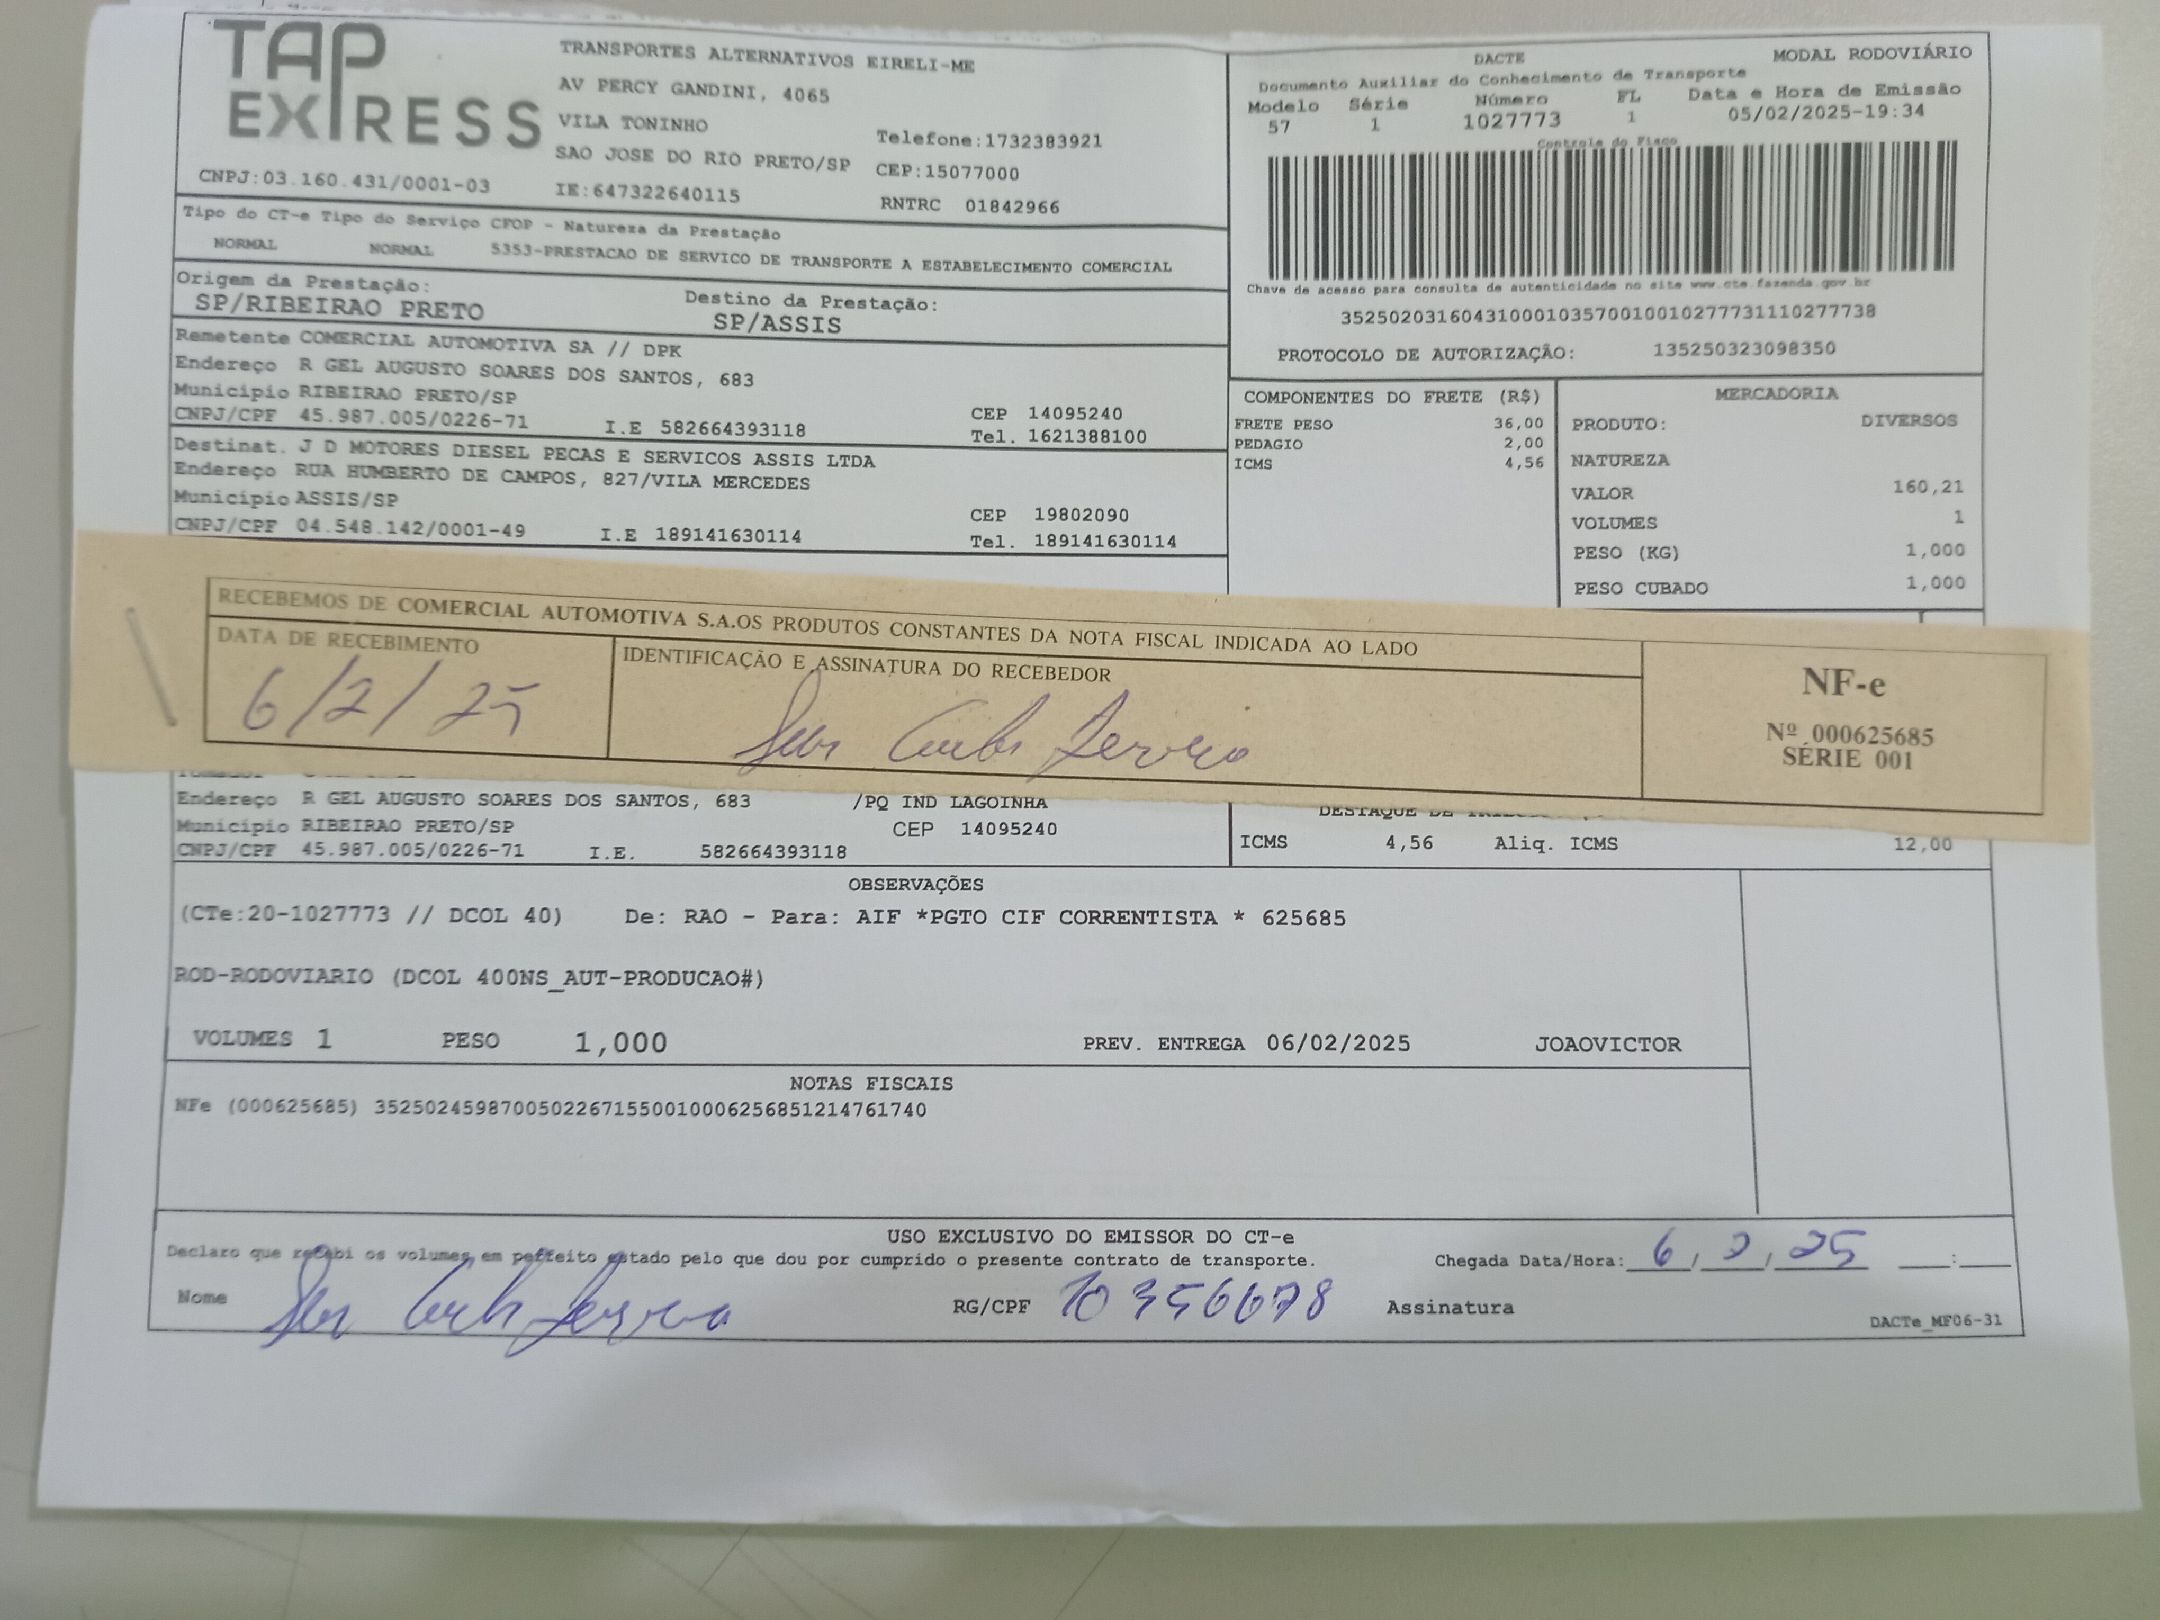 TAP EXPRESS
TRANSPORTES ALTERNATIVOS EIRELI-ME
AV PERCY GANDINI, 4065
VILA TONINHO
Telefone:1732383921
SAO JOSE DO RIO PRETO/SP CEP:15077000
CNPJ:03.160.431/0001-03 IE:647322640115 RNTRC 01842966
DACTE MODAL RODOVIÁRIO
Documento Auxiliar do Conhecimento de Transporte
Modelo Série Número FL Data e Hora de Emissão
57 1 1027773 1 05/02/2025-19:34
Controle do Fisco
Chave de acesso para consulta de autenticidade no site www.cte.fazenda.gov.br
35250203160431000103570010010277731110277738
PROTOCOLO DE AUTORIZAÇÃO: 135250323098350
Tipo do CT-e Tipo do Serviço CFOP - Natureza da Prestação
NORMAL NORMAL 5353-PRESTACAO DE SERVICO DE TRANSPORTE A ESTABELECIMENTO COMERCIAL
Origem da Prestação: Destino da Prestação:
SP/RIBEIRAO PRETO SP/ASSIS
Remetente COMERCIAL AUTOMOTIVA SA // DPK
Endereço R GEL AUGUSTO SOARES DOS SANTOS, 683
Município RIBEIRAO PRETO/SP CEP 14095240
CNPJ/CPF 45.987.005/0226-71 I.E 582664393118 Tel. 1621388100
Destinat. J D MOTORES DIESEL PECAS E SERVICOS ASSIS LTDA
Endereço RUA HUMBERTO DE CAMPOS, 827/VILA MERCEDES
Município ASSIS/SP CEP 19802090
CNPJ/CPF 04.548.142/0001-49 I.E 189141630114 Tel. 189141630114
COMPONENTES DO FRETE (R$)
FRETE PESO 36,00
PEDAGIO 2,00
ICMS 4,56
MERCADORIA
PRODUTO: DIVERSOS
NATUREZA
VALOR 160,21
VOLUMES 1
PESO (KG) 1,000
PESO CUBADO 1,000
RECEBEMOS DE COMERCIAL AUTOMOTIVA S.A.OS PRODUTOS CONSTANTES DA NOTA FISCAL INDICADA AO LADO
DATA DE RECEBIMENTO IDENTIFICAÇÃO E ASSINATURA DO RECEBEDOR
6/2/25
NF-e
Nº 000625685
SÉRIE 001
Endereço R GEL AUGUSTO SOARES DOS SANTOS, 683 /PQ IND LAGOINHA
Município RIBEIRAO PRETO/SP CEP 14095240
CNPJ/CPF 45.987.005/0226-71 I.E. 582664393118
ICMS 4,56 Aliq. ICMS 12,00
OBSERVAÇÕES
(CTe:20-1027773 // DCOL 40) De: RAO - Para: AIF *PGTO CIF CORRENTISTA * 625685
ROD-RODOVIARIO (DCOL 400NS_AUT-PRODUCAO#)
VOLUMES 1 PESO 1,000 PREV. ENTREGA 06/02/2025 JOAOVICTOR
NOTAS FISCAIS
NFe (000625685) 35250245987005022671550010006256851214761740
USO EXCLUSIVO DO EMISSOR DO CT-e
Declaro que recebi os volumes em perfeito estado pelo que dou por cumprido o presente contrato de transporte. Chegada Data/Hora: 6/2/25 :
Nome RG/CPF 10356678 Assinatura
DACTe_MF06-31